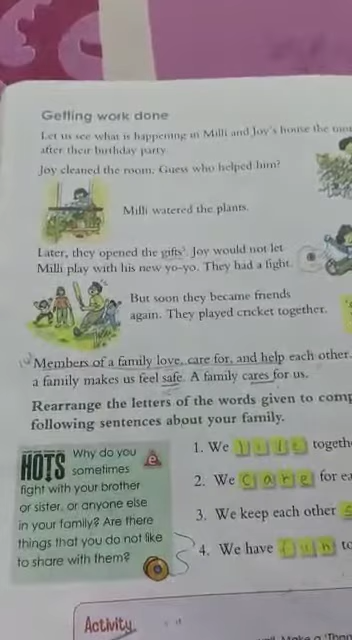 Getting work done
Let us see what is happening in Milli and Joy's house the
after their birthday party.
Joy cleaned the room. Guess who helped him?
Milli watered the plants.
Later, they opened the gifts. Joy would not let
Milli play with his new yo-yo. They had a fight.
But soon they became friends
again. They played cricket together.
Members of a family love, care for, and help each other.
a family makes us feel safe. A family cares for us.
Rearrange the letters of the words given to comp
following sentences about your family.
HOTS Why do you
sometimes
fight with your brother
or sister, or anyone else
in your family? Are there
things that you do not like
to share with them?
e
1. We togeth
2. We C a r e for ea
3. We keep each other s
4. We have f u n to
Activity